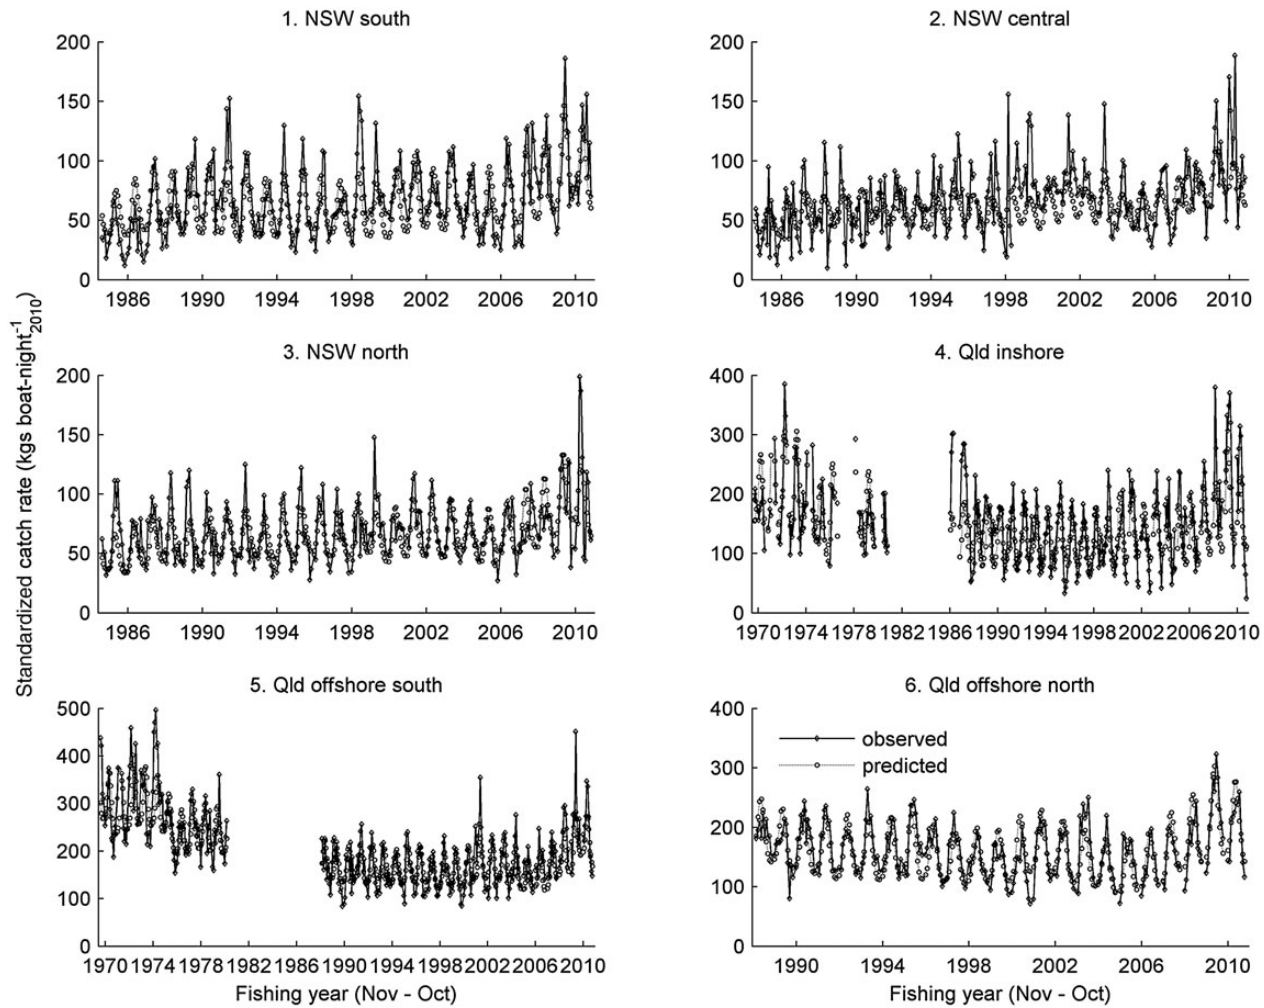 1. NSW south
200
150
100
50
0
1986 1990 1994 1998 2002 2006 2010
2. NSW central
200
150
100
50
0
1986 1990 1994 1998 2002 2006 2010
Standardized catch rate (kgs boat-night⁻¹₂₀₁₀)
3. NSW north
200
150
100
50
0
1986 1990 1994 1998 2002 2006 2010
4. Qld inshore
400
300
200
100
0
1970 1974 1978 1982 1986 1990 1994 1998 2002 2006 2010
5. Qld offshore south
500
400
300
200
100
0
1970 1974 1978 1982 1986 1990 1994 1998 2002 2006 2010
Fishing year (Nov - Oct)
6. Qld offshore north
400
300
200
100
0
observed
predicted
1990 1994 1998 2002 2006 2010
Fishing year (Nov - Oct)